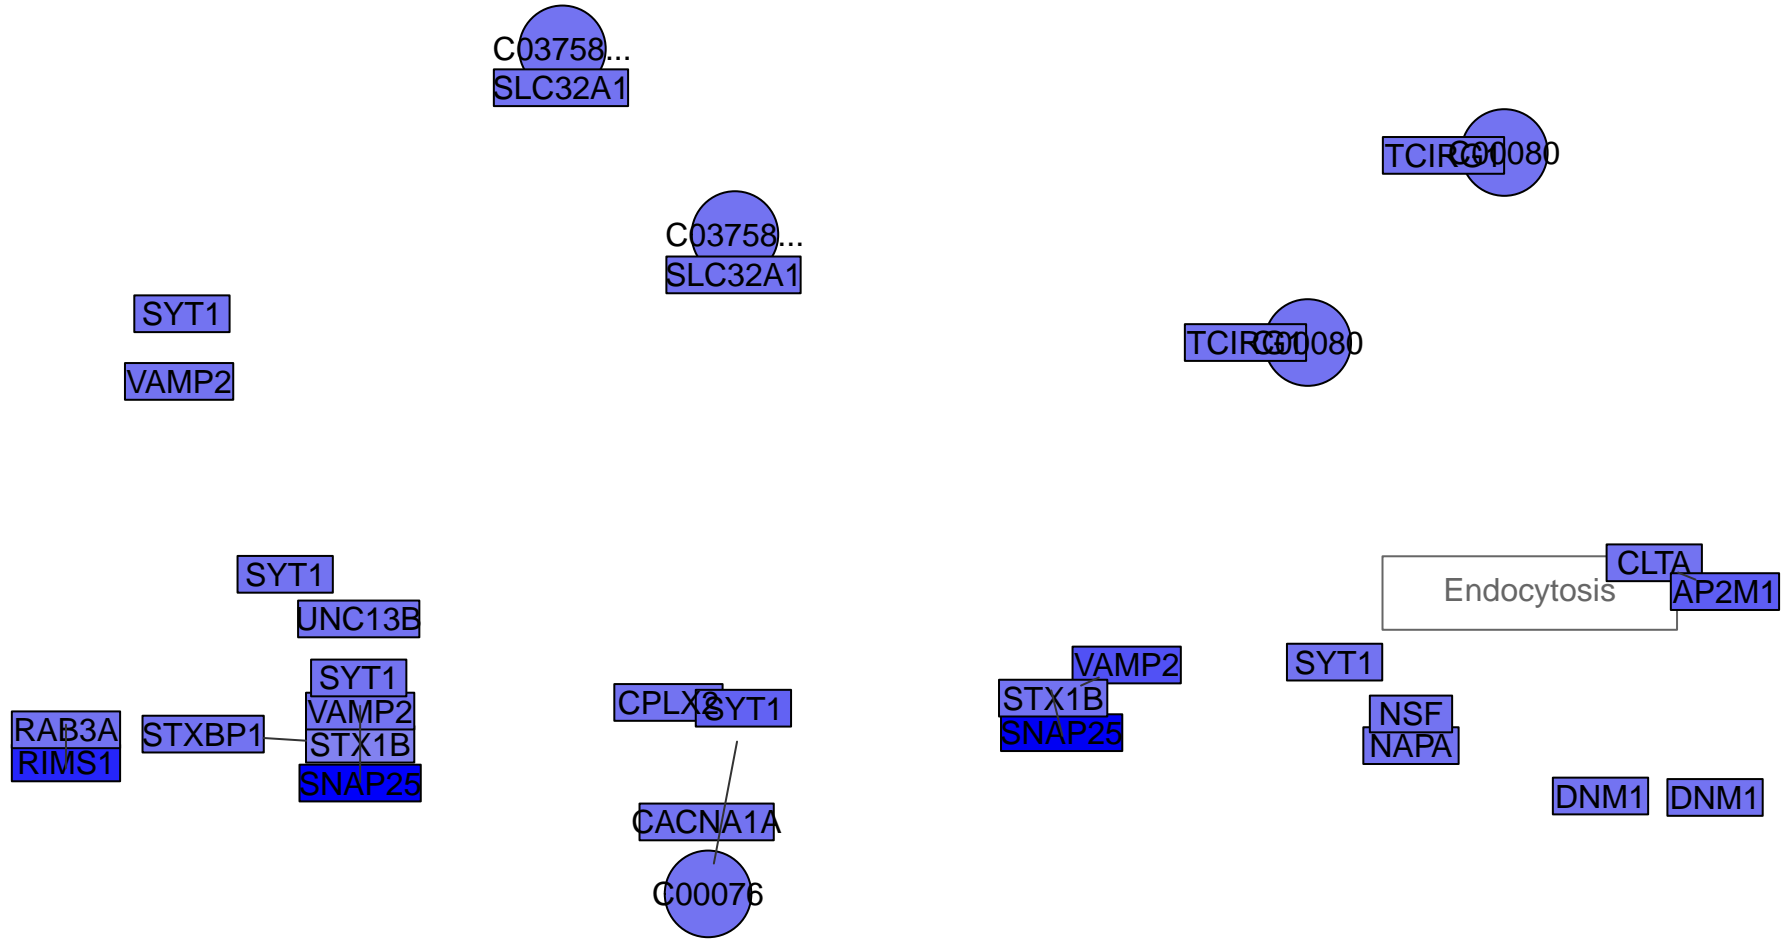 C03758...
SLC32A1
TCIRG1
C00080
C03758...
SLC32A1
SYT1
TCIRG1
C00080
VAMP2
SYT1
CLTA
Endocytosis
AP2M1
UNC13B
SYT1
VAMP2
SYT1
STX1B
CPLX2
SYT1
VAMP2
NSF
RAB3A
STXBP1
STX1B
SNAP25
NAPA
RIMS1
SNAP25
DNM1
DNM1
CACNA1A
C00076